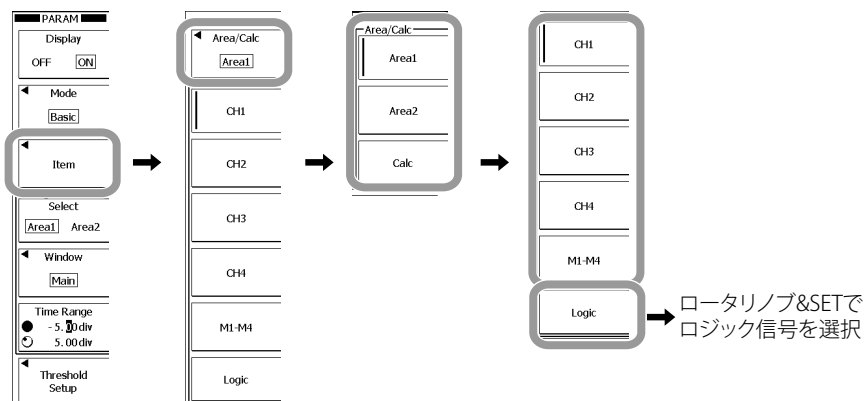 PARAM
Display
OFF ON
Mode
Basic
Item
Select
Area1 Area2
Window
Main
Time Range
-5.00div
5.00div
Threshold
Setup
Area/Calc
Area1
CH1
CH2
CH3
CH4
M1-M4
Logic
Area/Calc
Area1
Area2
Calc
CH1
CH2
CH3
CH4
M1-M4
Logic
ロータリノブ&SETで
ロジック信号を選択